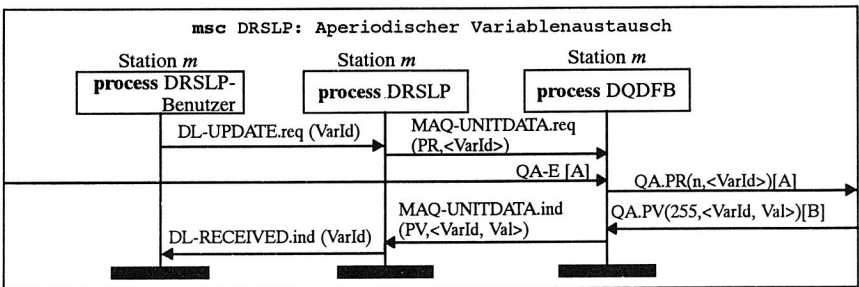 msc DRSLP: Aperiodischer Variablenaustausch
Station m
Station m
Station m
process DRSLP-
Benutzer
process DRSLP
process DQDFB
DL-UPDATE.req (VarId)
MAQ-UNITDATA.req
(PR,<VarId>)
QA-E [A]
QA.PR(n,<VarId>)[A]
QA.PV(255,<VarId, Val>)[B]
MAQ-UNITDATA.ind
(PV,<VarId, Val>)
DL-RECEIVED.ind (VarId)